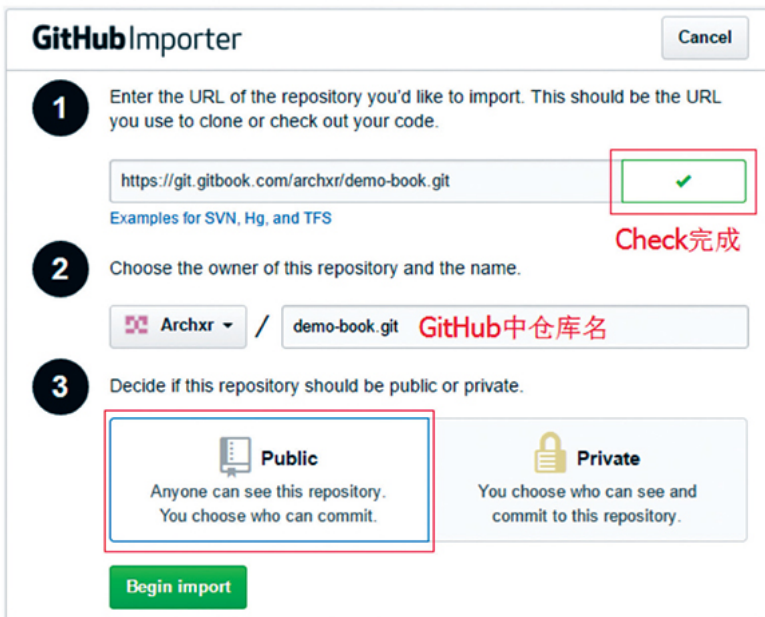 GitHub Importer
Cancel
1
Enter the URL of the repository you'd like to import. This should be the URL
you use to clone or check out your code.
https://git.gitbook.com/archxr/demo-book.git
Examples for SVN, Hg, and TFS
Check完成
2
Choose the owner of this repository and the name.
Archxr / demo-book.git GitHub中仓库名
3
Decide if this repository should be public or private.
Public
Anyone can see this repository.
You choose who can commit.
Private
You choose who can see and
commit to this repository.
Begin import